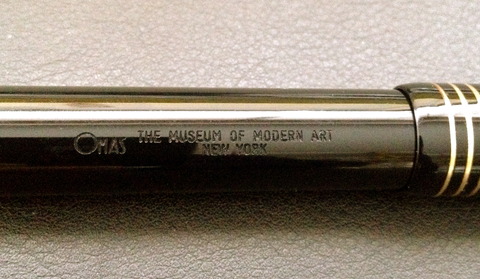 OMAS THE MUSEUM OF MODERN ART
NEW YORK